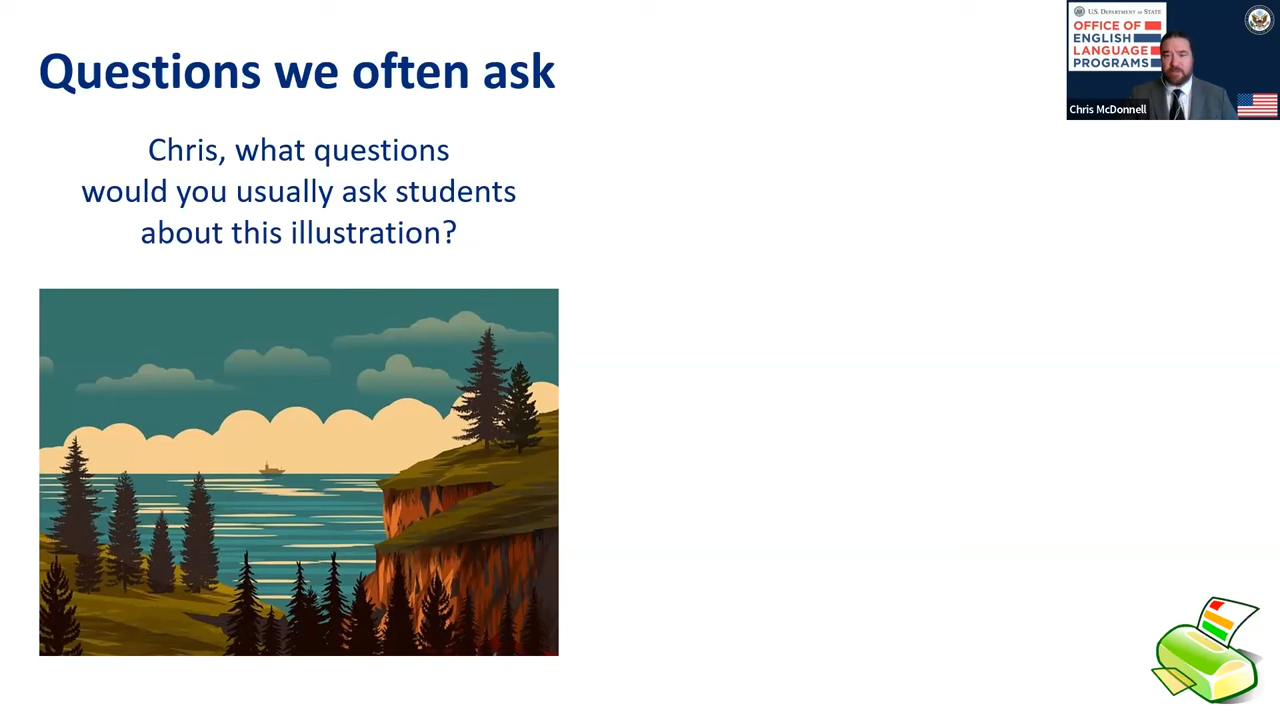 Questions we often ask
Chris, what questions
would you usually ask students
about this illustration?
U.S. DEPARTMENT OF STATE
OFFICE OF
ENGLISH
LANGUAGE
PROGRAMS
Chris McDonnell